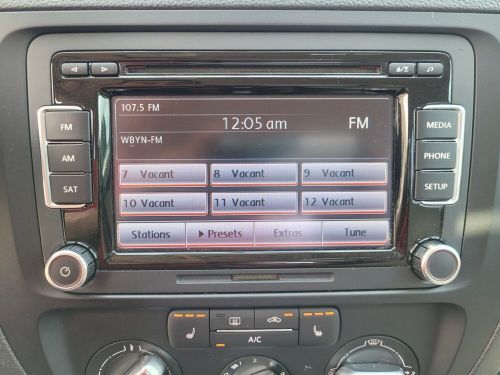 107.5 FM
12:05 am FM
WBYN-FM
7 Vacant 8 Vacant 9 Vacant
10 Vacant 11 Vacant 12 Vacant
Stations Presets Extras Tune
FM
AM
SAT
MEDIA
PHONE
SETUP
A/C